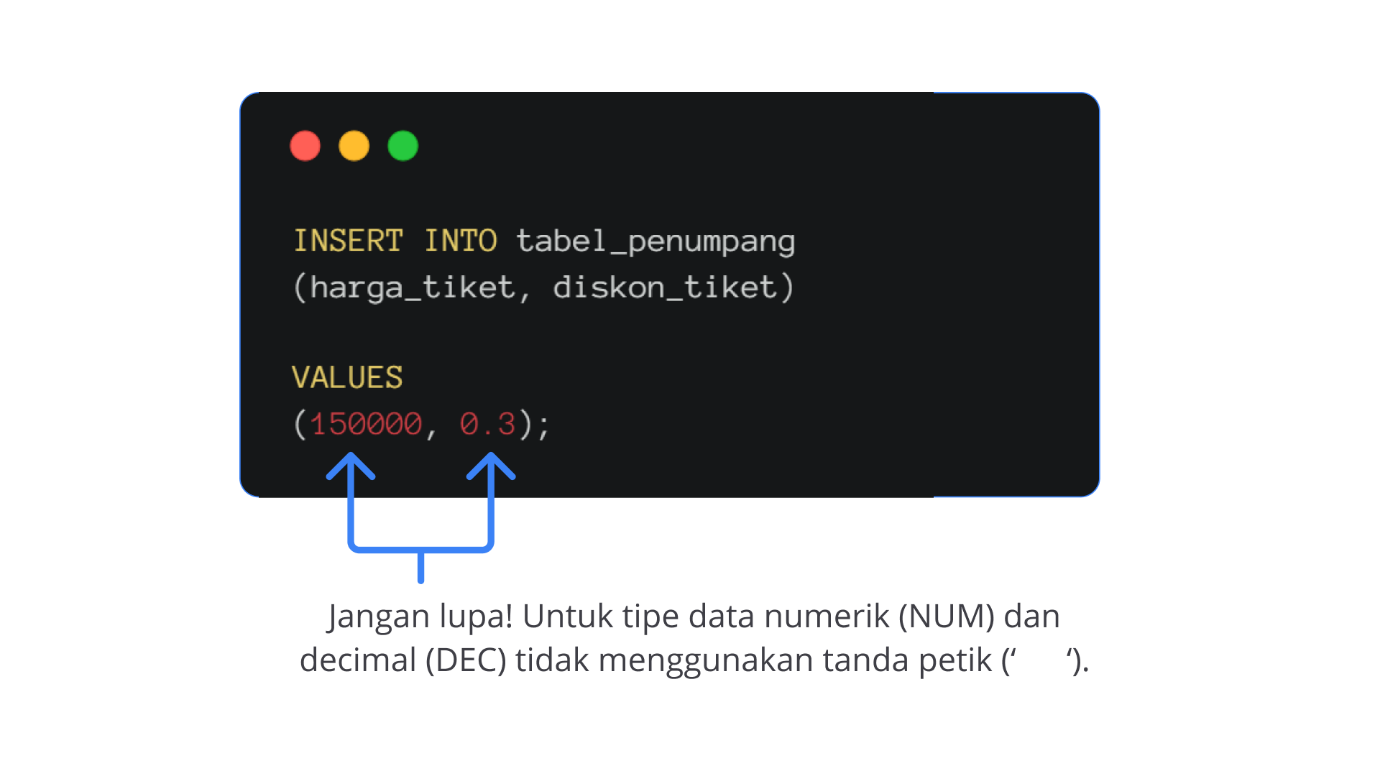 INSERT INTO tabel_penumpang
(harga_tiket, diskon_tiket)
VALUES
(150000, 0.3);
Jangan lupa! Untuk tipe data numerik (NUM) dan
decimal (DEC) tidak menggunakan tanda petik (‘ ‘).